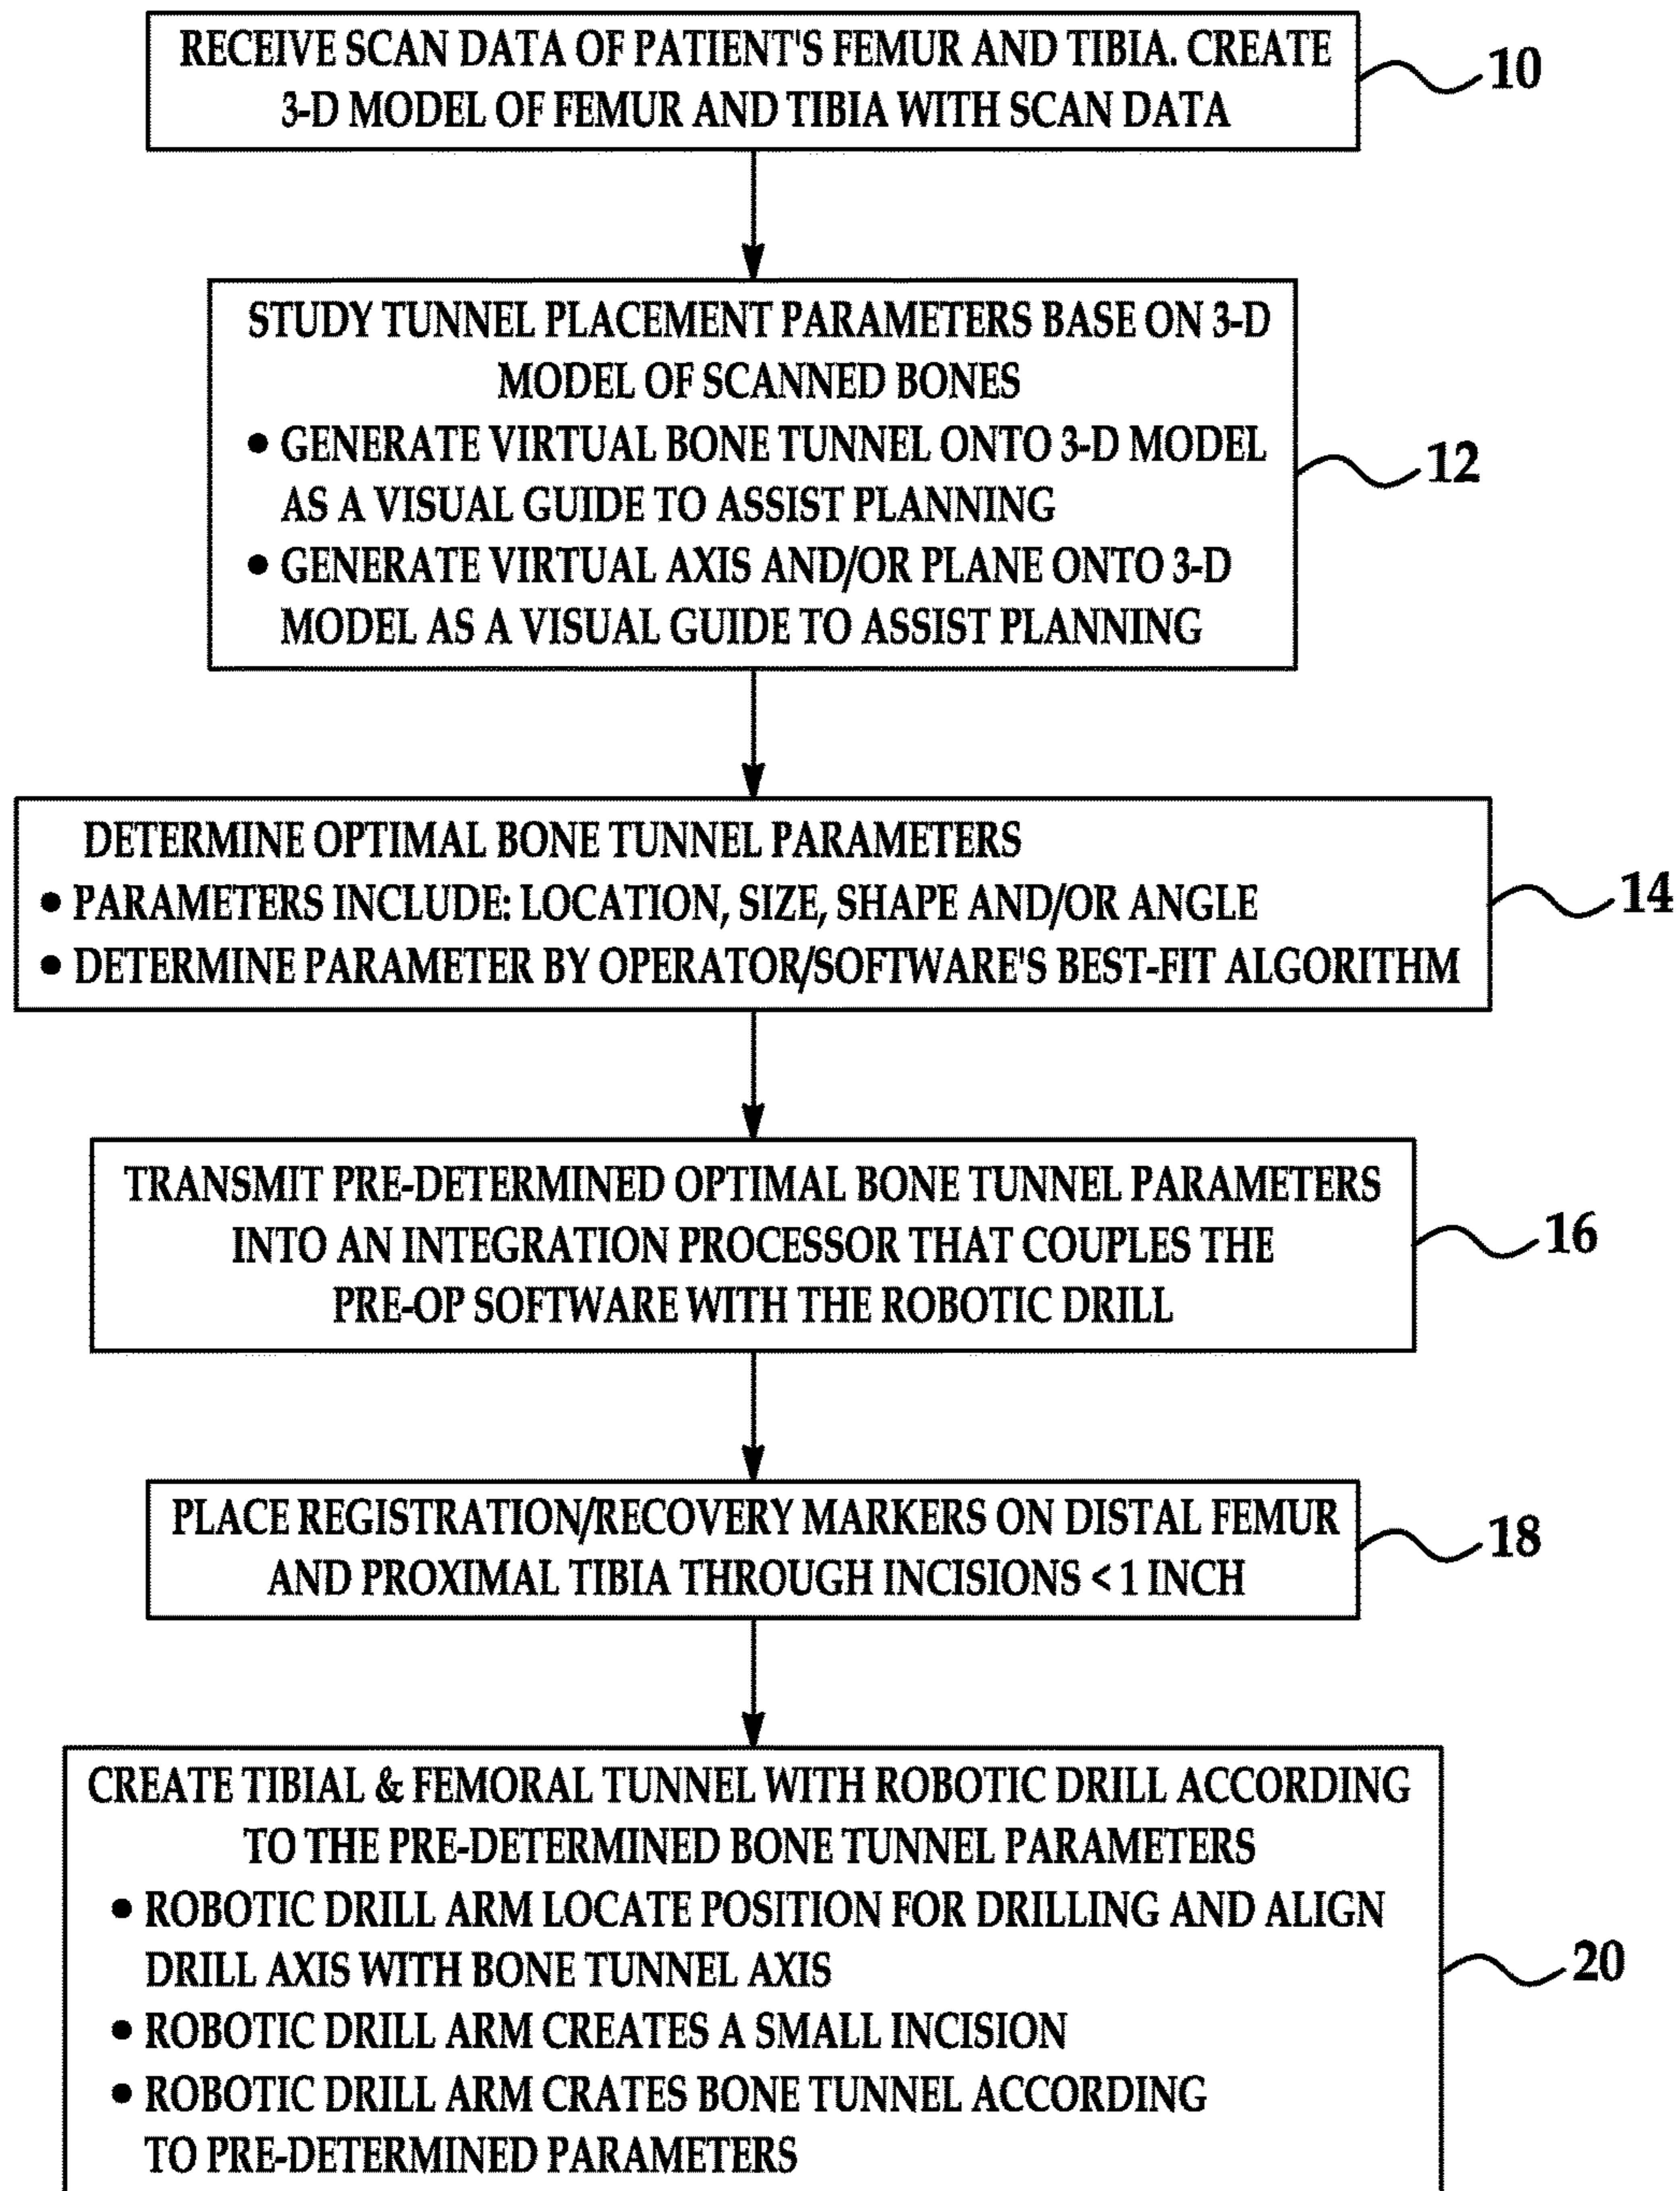 RECEIVE SCAN DATA OF PATIENT'S FEMUR AND TIBIA. CREATE
3-D MODEL OF FEMUR AND TIBIA WITH SCAN DATA
10
STUDY TUNNEL PLACEMENT PARAMETERS BASE ON 3-D
MODEL OF SCANNED BONES
• GENERATE VIRTUAL BONE TUNNEL ONTO 3-D MODEL
AS A VISUAL GUIDE TO ASSIST PLANNING
• GENERATE VIRTUAL AXIS AND/OR PLANE ONTO 3-D
MODEL AS A VISUAL GUIDE TO ASSIST PLANNING
12
DETERMINE OPTIMAL BONE TUNNEL PARAMETERS
• PARAMETERS INCLUDE: LOCATION, SIZE, SHAPE AND/OR ANGLE
• DETERMINE PARAMETER BY OPERATOR/SOFTWARE'S BEST-FIT ALGORITHM
14
TRANSMIT PRE-DETERMINED OPTIMAL BONE TUNNEL PARAMETERS
INTO AN INTEGRATION PROCESSOR THAT COUPLES THE
PRE-OP SOFTWARE WITH THE ROBOTIC DRILL
16
PLACE REGISTRATION/RECOVERY MARKERS ON DISTAL FEMUR
AND PROXIMAL TIBIA THROUGH INCISIONS < 1 INCH
18
CREATE TIBIAL & FEMORAL TUNNEL WITH ROBOTIC DRILL ACCORDING
TO THE PRE-DETERMINED BONE TUNNEL PARAMETERS
• ROBOTIC DRILL ARM LOCATE POSITION FOR DRILLING AND ALIGN
DRILL AXIS WITH BONE TUNNEL AXIS
• ROBOTIC DRILL ARM CREATES A SMALL INCISION
• ROBOTIC DRILL ARM CRATES BONE TUNNEL ACCORDING
TO PRE-DETERMINED PARAMETERS
20